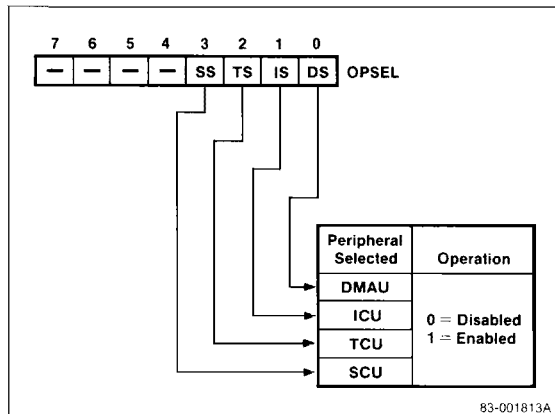 7 6 5 4 3 2 1 0
— — — — SS TS IS DS OPSEL
Peripheral Selected Operation
DMAU
ICU
TCU
SCU
0 = Disabled
1 = Enabled
83-001813A